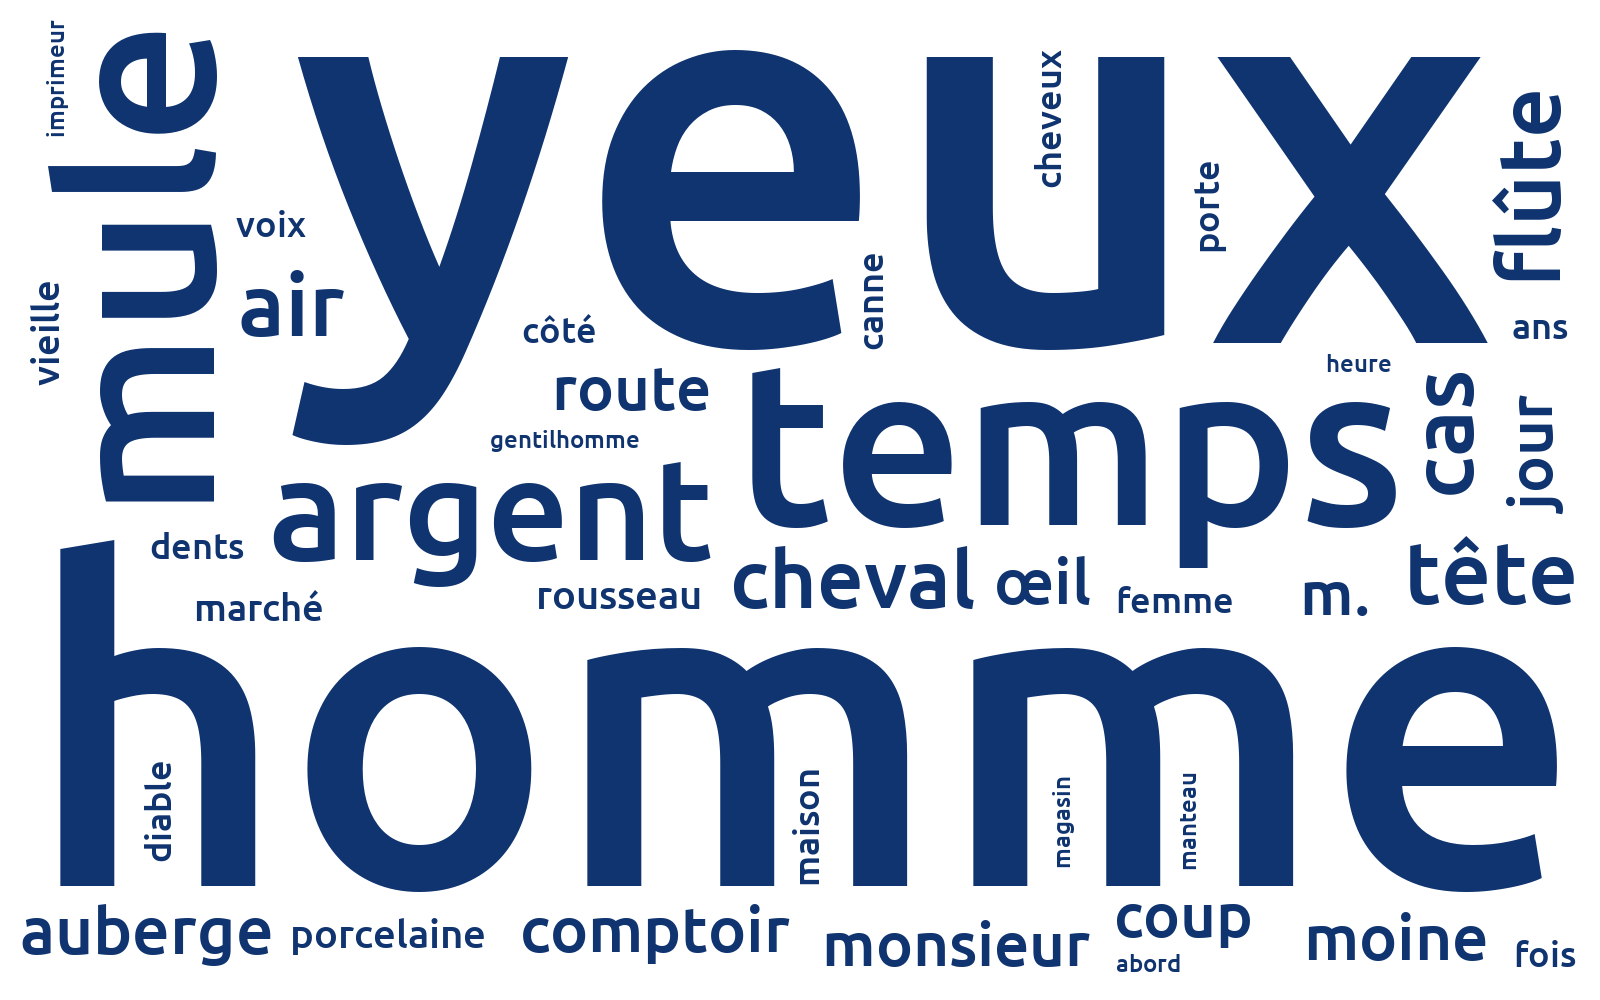 imprimeur
mule
yeux
cheveux
porte
flûte
voix
air
vieille
côté
canne
ans
heure
route
temps
cas
jour
gentilhomme
argent
dents
cheval
œil
tête
marché
rousseau
femme
m.
homme
diable
maison
magasin
manteau
auberge
porcelaine
comptoir
monsieur
coup
abord
moine
fois